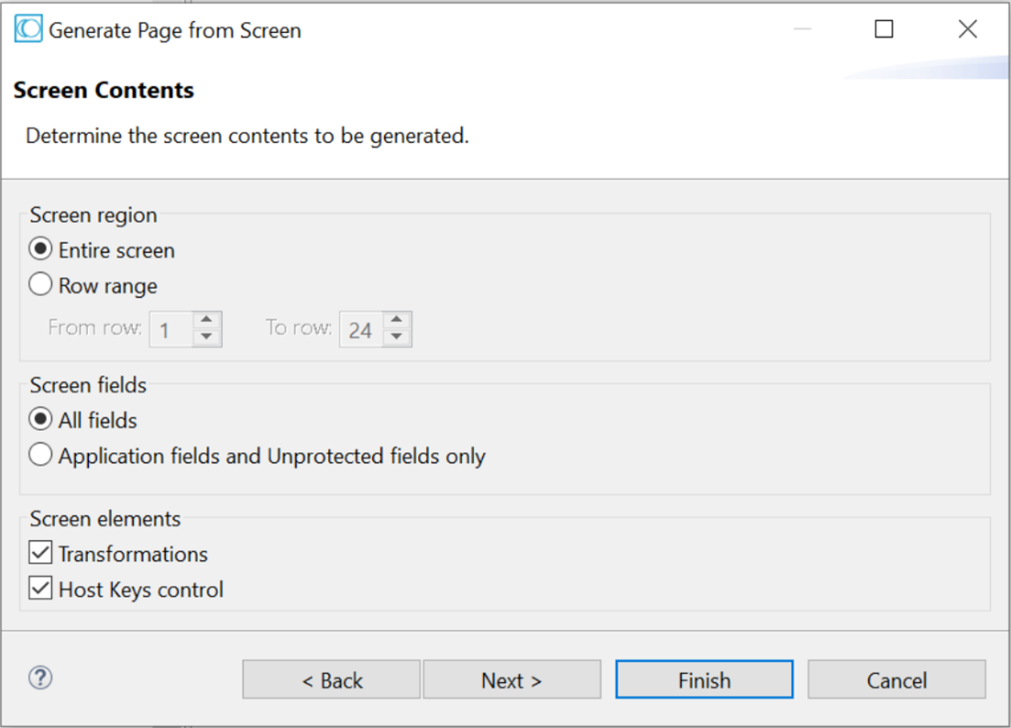 Generate Page from Screen
Screen Contents
Determine the screen contents to be generated.
Screen region
Entire screen
Row range
From row: 1 To row: 24
Screen fields
All fields
Application fields and Unprotected fields only
Screen elements
Transformations
Host Keys control
? < Back Next > Finish Cancel